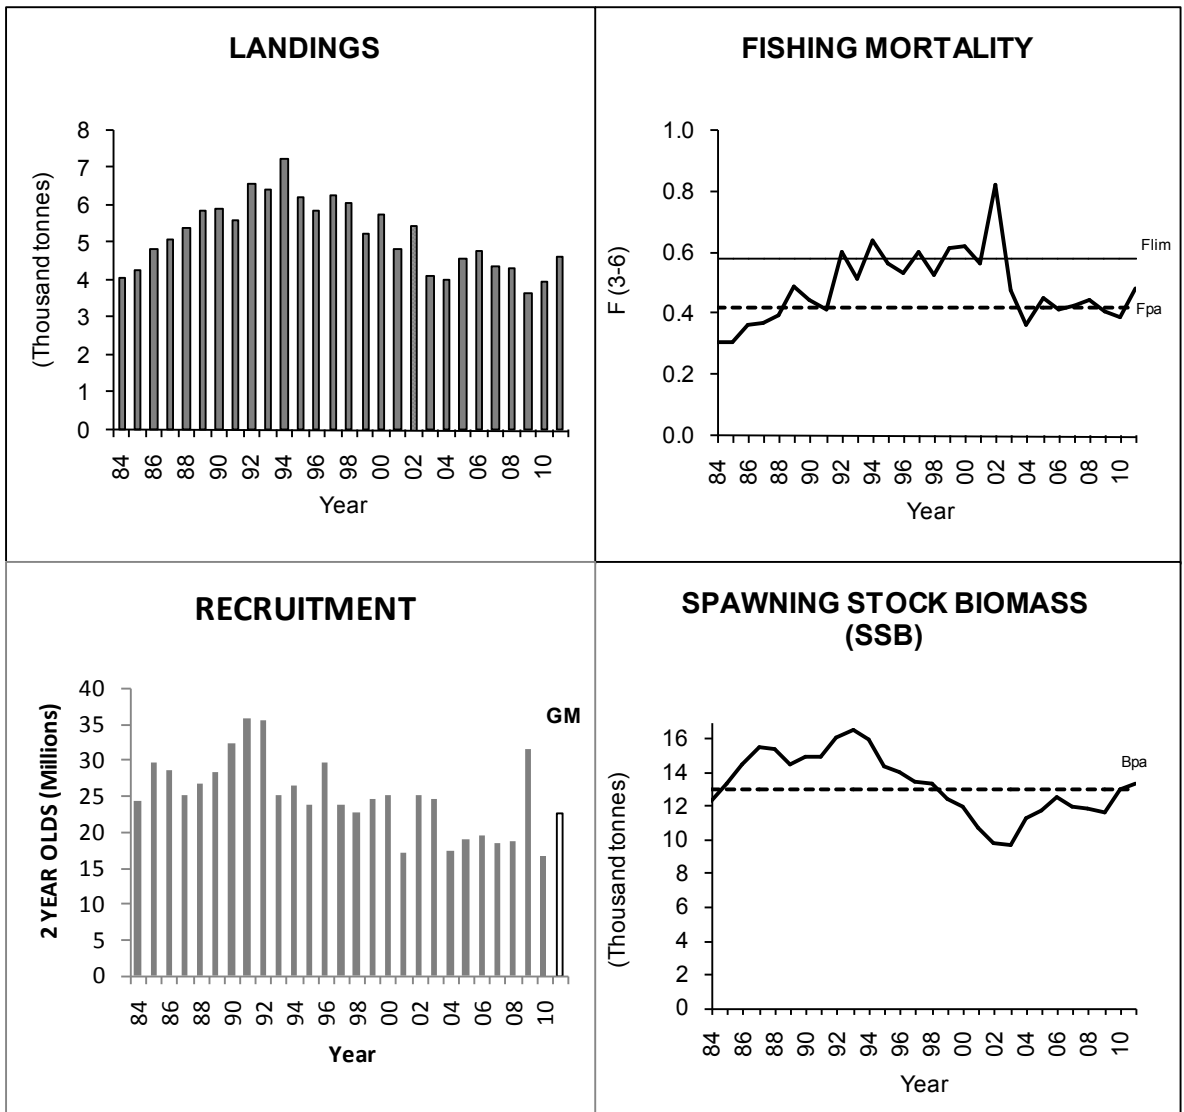 LANDINGS
(Thousand tonnes)
8
7
6
5
4
3
2
1
0
84 86 88 90 92 94 96 98 00 02 04 06 08 10
Year
FISHING MORTALITY
F (3-6)
1.0
0.8
0.6
0.4
0.2
0.0
Flim
Fpa
84 86 88 90 92 94 96 98 00 02 04 06 08 10
Year
RECRUITMENT
2 YEAR OLDS (Millions)
40
35
30
25
20
15
10
5
0
GM
84 86 88 90 92 94 96 98 00 02 04 06 08 10
Year
SPAWNING STOCK BIOMASS
(SSB)
(Thousand tonnes)
16
14
12
10
8
6
4
2
0
Bpa
84 86 88 90 92 94 96 98 00 02 04 06 08 10
Year